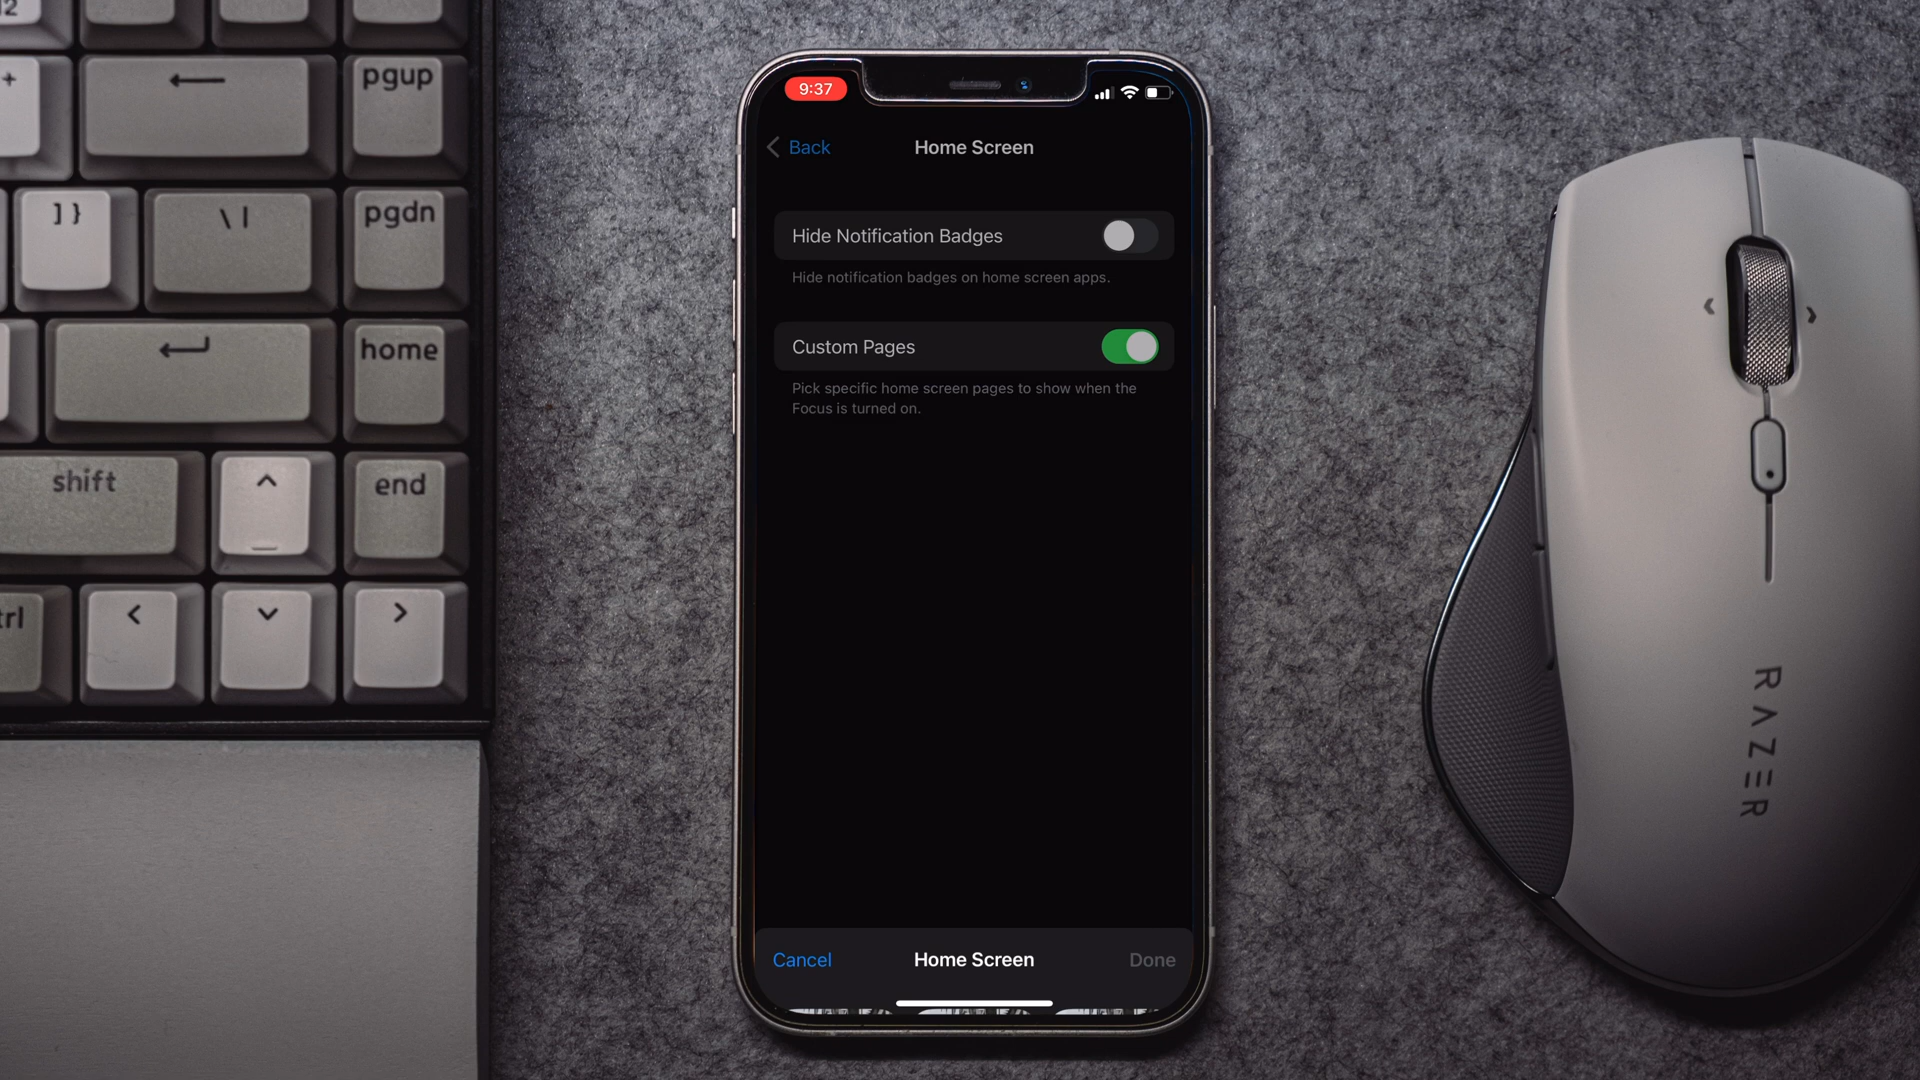 12
+
←
pgup
] }
\ |
pgdn
home
shift
^
end
trl
<
>
9:37
Back
Home Screen
Hide Notification Badges
Hide notification badges on home screen apps.
Custom Pages
Pick specific home screen pages to show when the
Focus is turned on.
Cancel
Home Screen
Done
RAZER